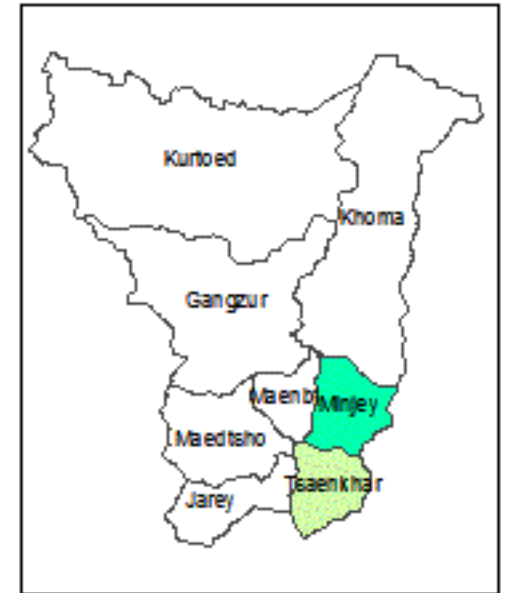 Kurtoed
Khoma
Gangzur
Maenbi
Minjey
Maedtsho
Tsaenkhar
Jarey